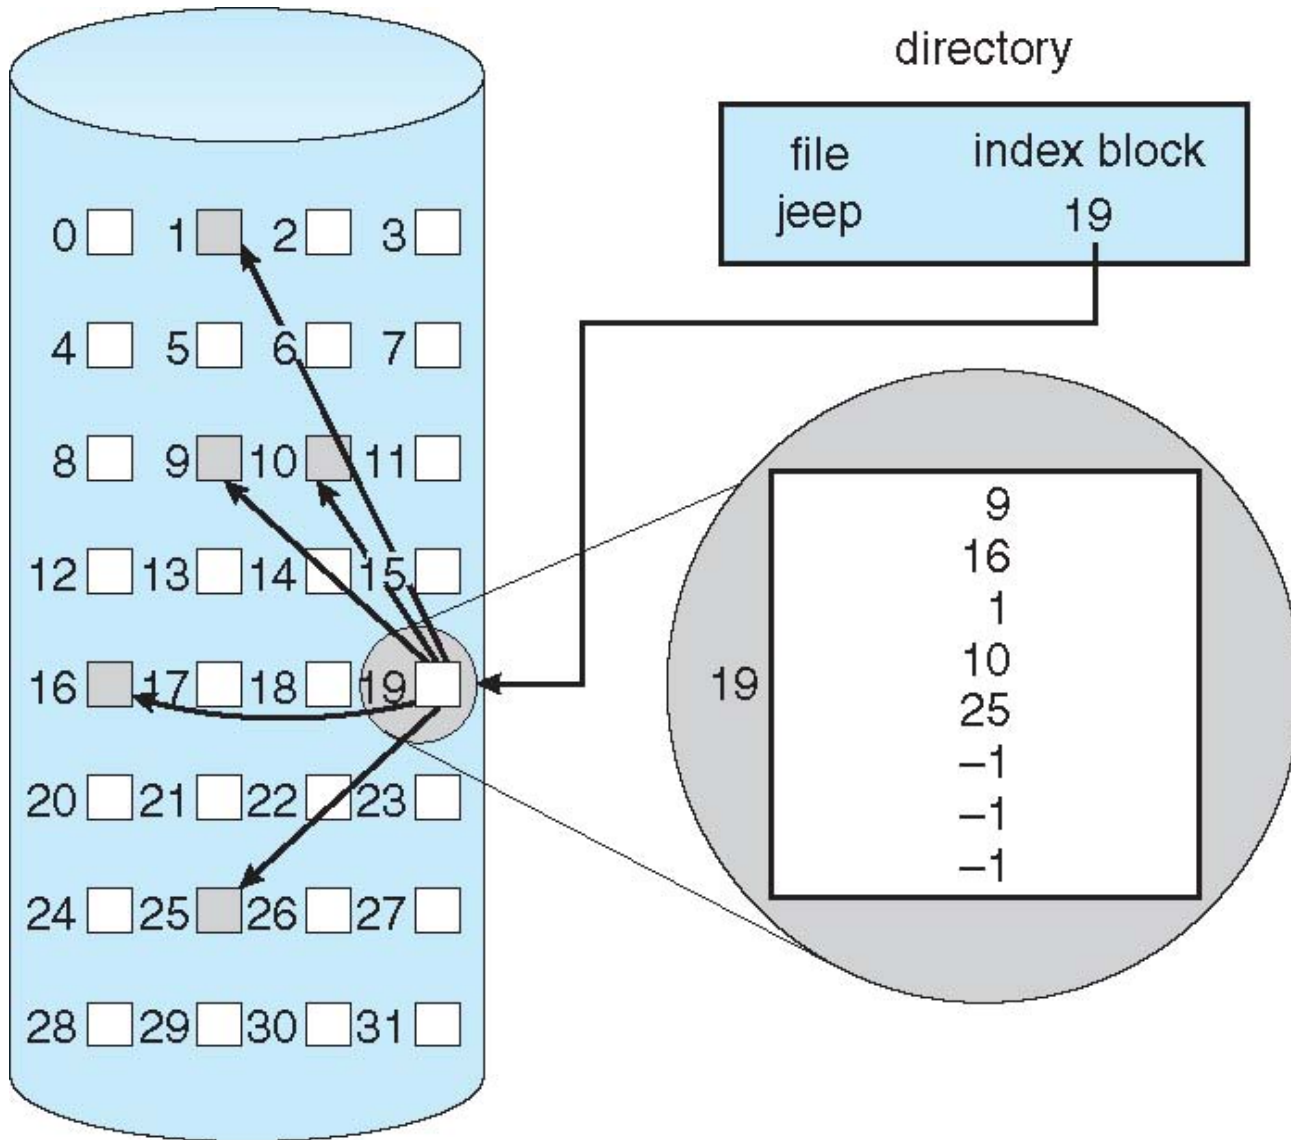 directory
file index block
jeep 19
0 1 2 3
4 5 6 7
8 9 10 11
12 13 14 15
16 17 18 19
20 21 22 23
24 25 26 27
28 29 30 31
19
9
16
1
10
25
–1
–1
–1